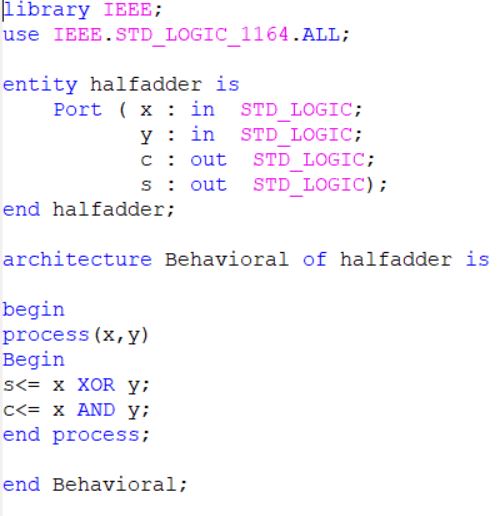 library IEEE;
use IEEE.STD_LOGIC_1164.ALL;
entity halfadder is
Port ( x : in STD_LOGIC;
y : in STD_LOGIC;
c : out STD_LOGIC;
s : out STD_LOGIC);
end halfadder;
architecture Behavioral of halfadder is
begin
process(x,y)
Begin
s<= x XOR y;
c<= x AND y;
end process;
end Behavioral;